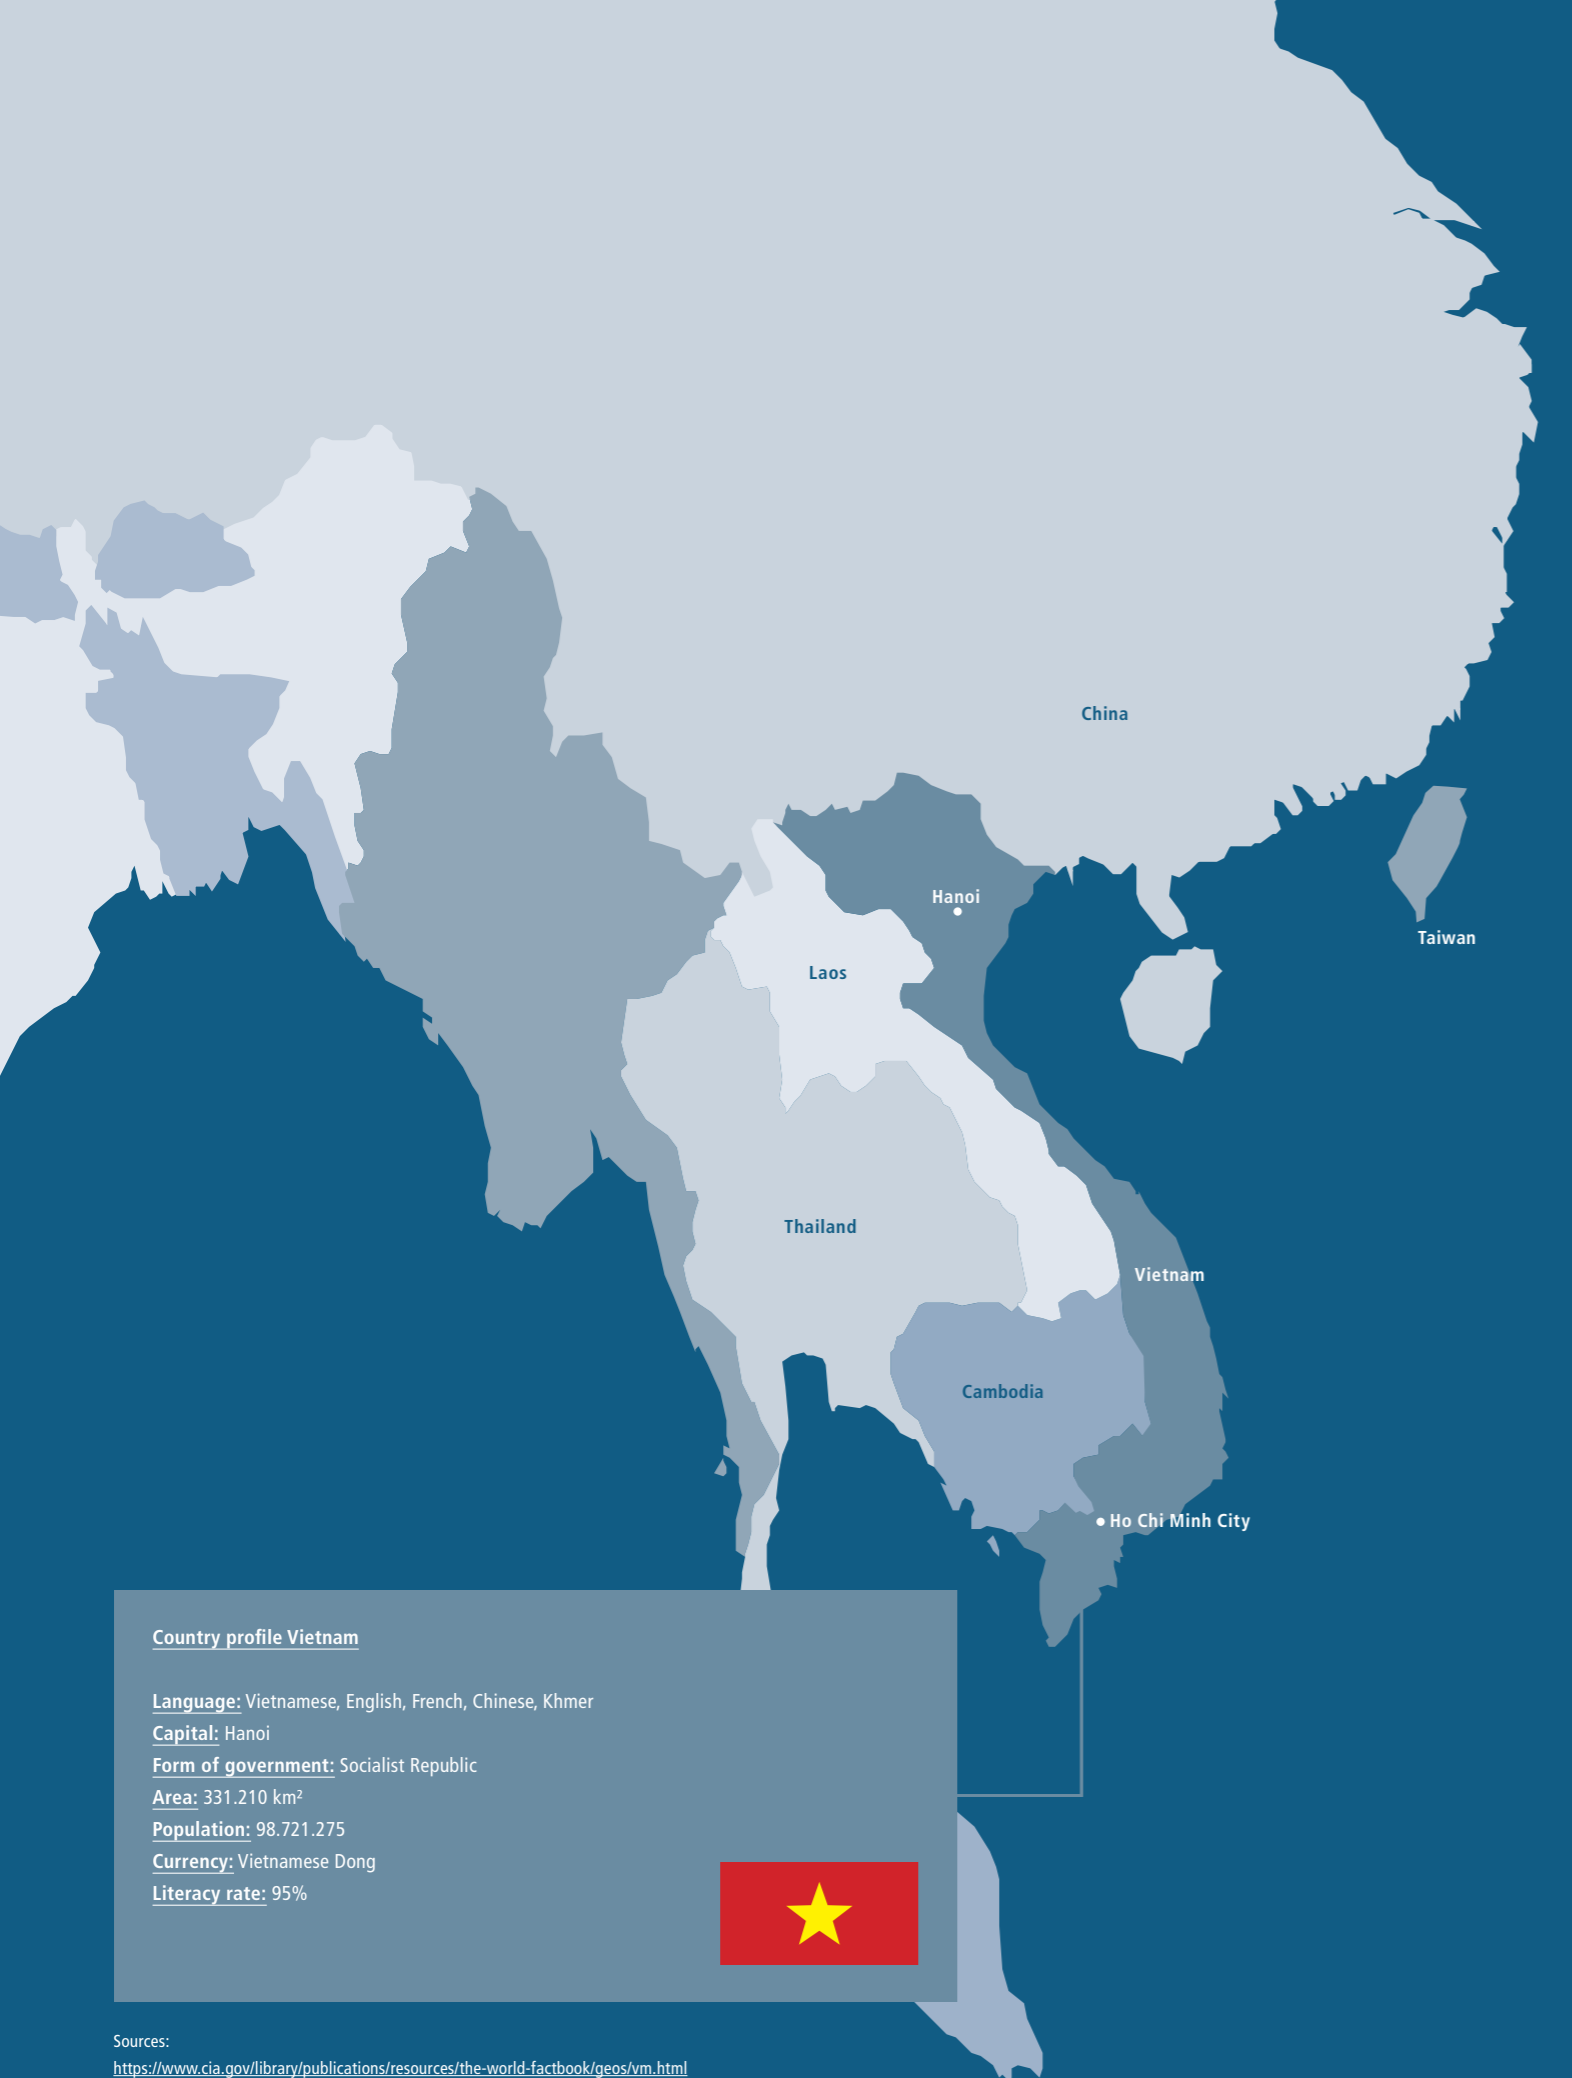 China
Hanoi
Taiwan
Laos
Thailand
Vietnam
Cambodia
Ho Chi Minh City
Country profile Vietnam
Language: Vietnamese, English, French, Chinese, Khmer
Capital: Hanoi
Form of government: Socialist Republic
Area: 331.210 km²
Population: 98.721.275
Currency: Vietnamese Dong
Literacy rate: 95%
Sources:
https://www.cia.gov/library/publications/resources/the-world-factbook/geos/vm.html